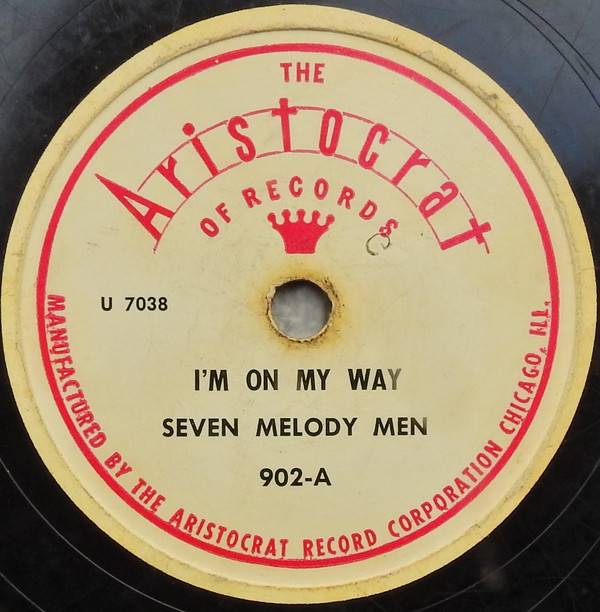 THE
Aristocrat
OF RECORDS
U 7038
I'M ON MY WAY
SEVEN MELODY MEN
902-A
MANUFACTURED BY THE ARISTOCRAT RECORD CORPORATION CHICAGO, ILL.